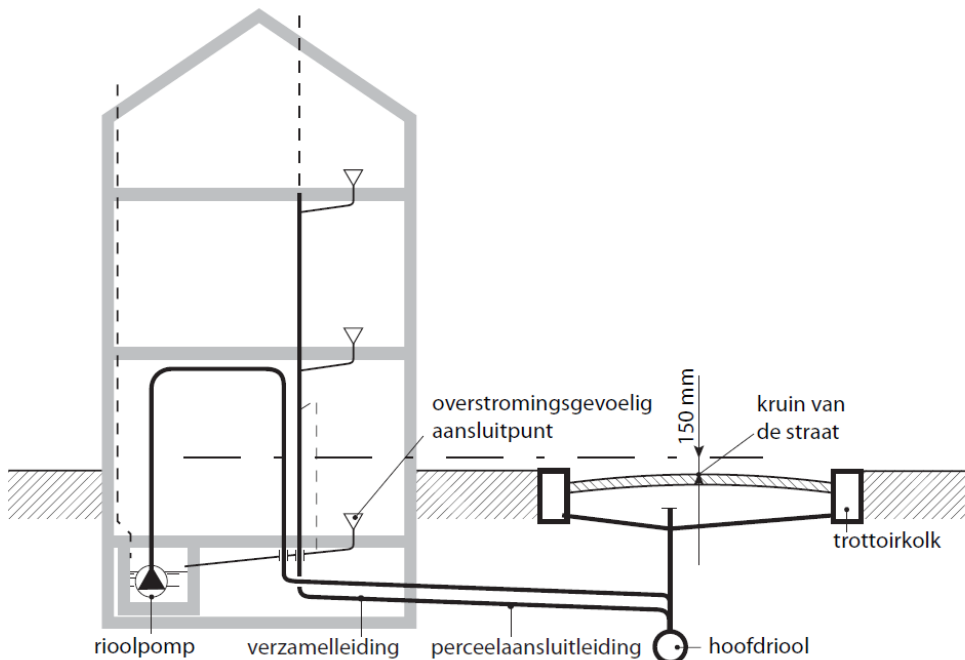 overstromingsgevoelig
aansluitpunt
150 mm
kruin van
de straat
trottoirkolk
rioolpomp
verzamelleiding
perceelaansluitleiding
hoofdriool